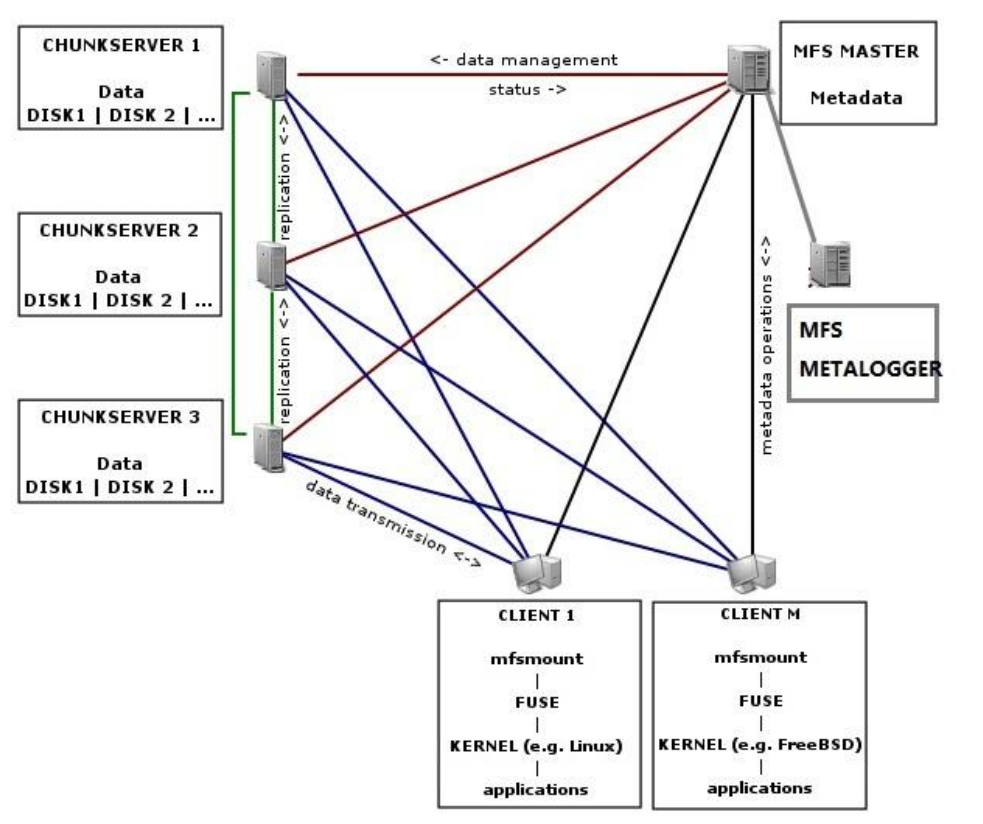 CHUNKSERVER 1
Data
DISK1 | DISK 2 | ...
<- data management
status ->
MFS MASTER
Metadata
replication <->
CHUNKSERVER 2
Data
DISK1 | DISK 2 | ...
replication <->
metadata operations <->
MFS
METALOGGER
CHUNKSERVER 3
Data
DISK1 | DISK 2 | ...
data transmission <->
CLIENT 1
mfsmount
|
FUSE
|
KERNEL (e.g. Linux)
|
applications
CLIENT M
mfsmount
|
FUSE
|
KERNEL (e.g. FreeBSD)
|
applications